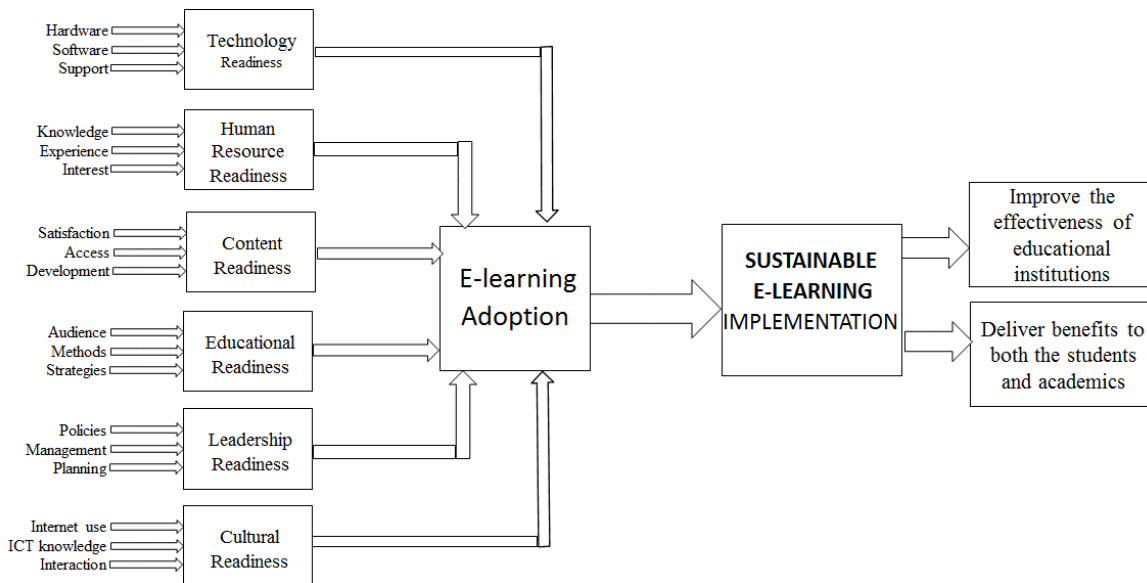 Hardware
Software
Support
Technology
Readiness
Knowledge
Experience
Interest
Human
Resource
Readiness
Satisfaction
Access
Development
Content
Readiness
Audience
Methods
Strategies
Educational
Readiness
Policies
Management
Planning
Leadership
Readiness
Internet use
ICT knowledge
Interaction
Cultural
Readiness
E-learning
Adoption
SUSTAINABLE
E-LEARNING
IMPLEMENTATION
Improve the
effectiveness of
educational
institutions
Deliver benefits to
both the students
and academics